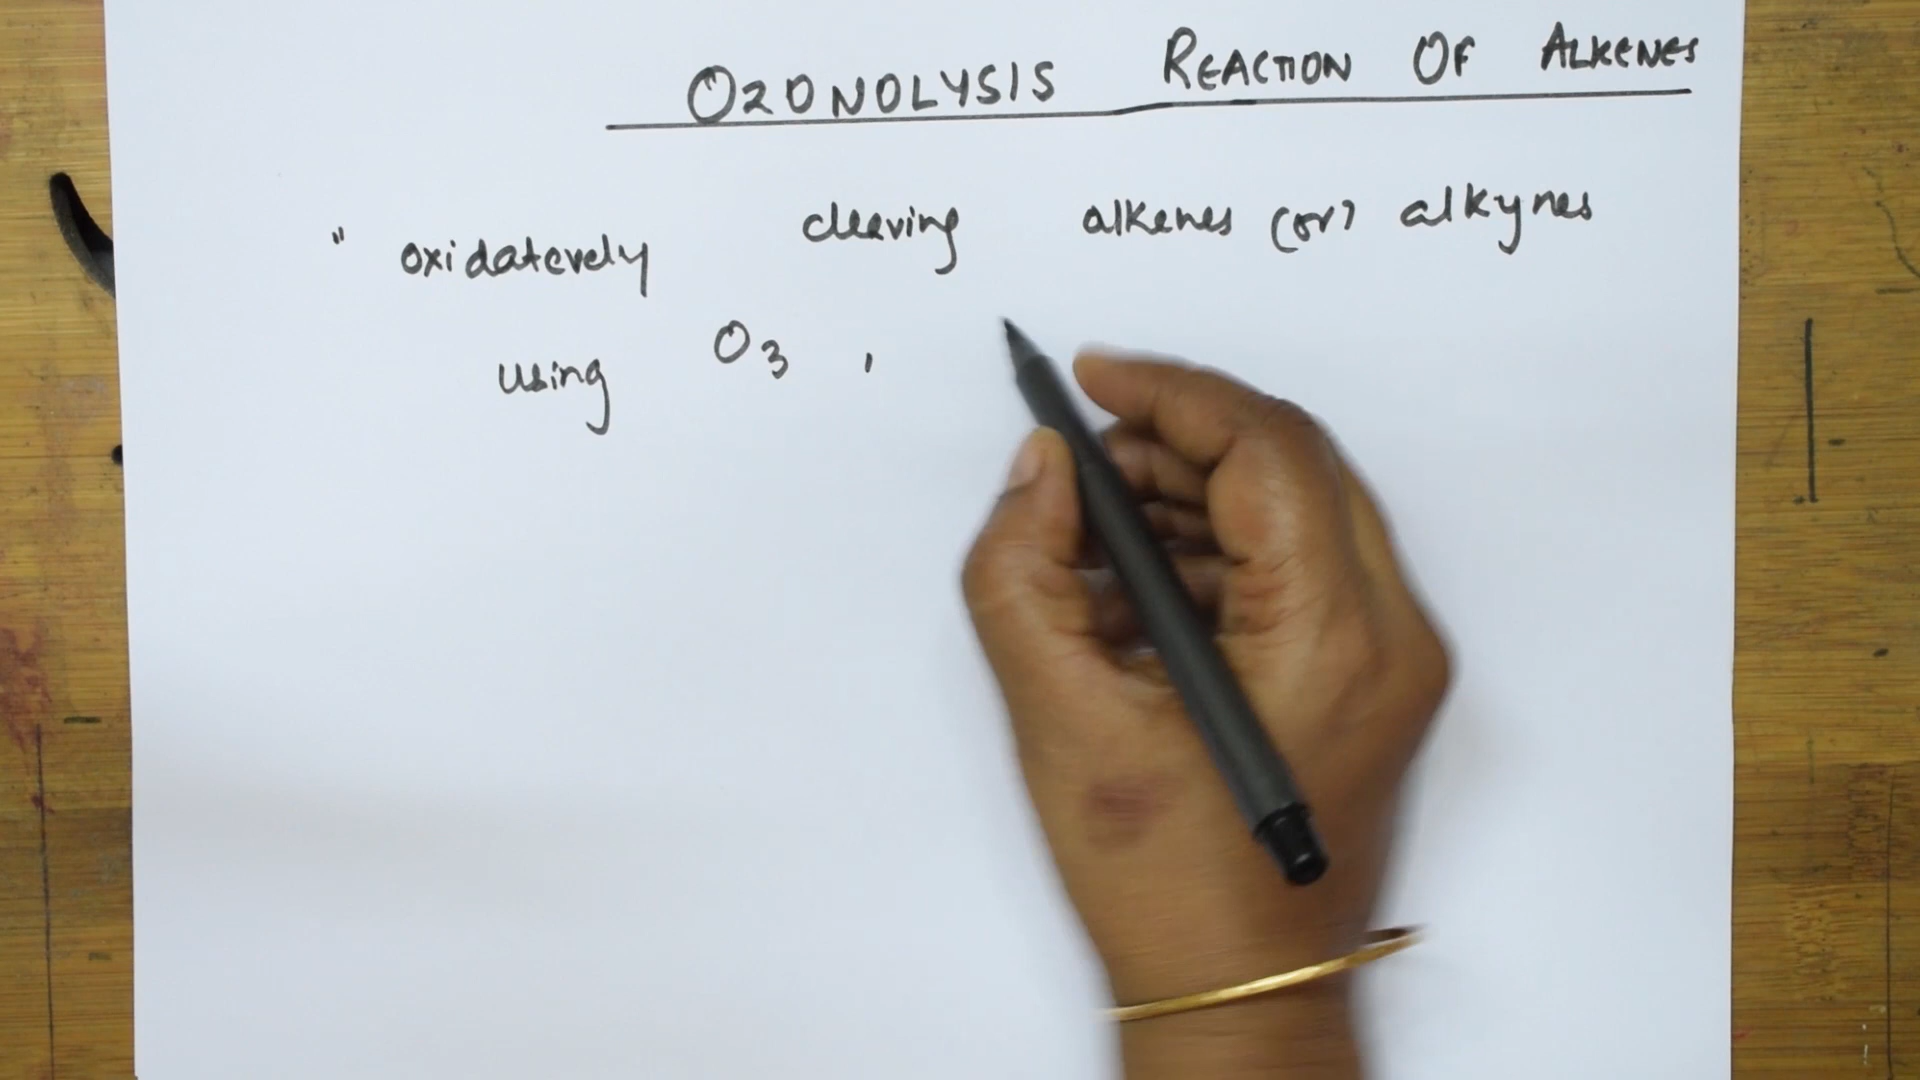 OZONOLYSIS REACTION OF ALKENES
" oxidatevely cleaving alkenes (or) alkynes
using O3 ,